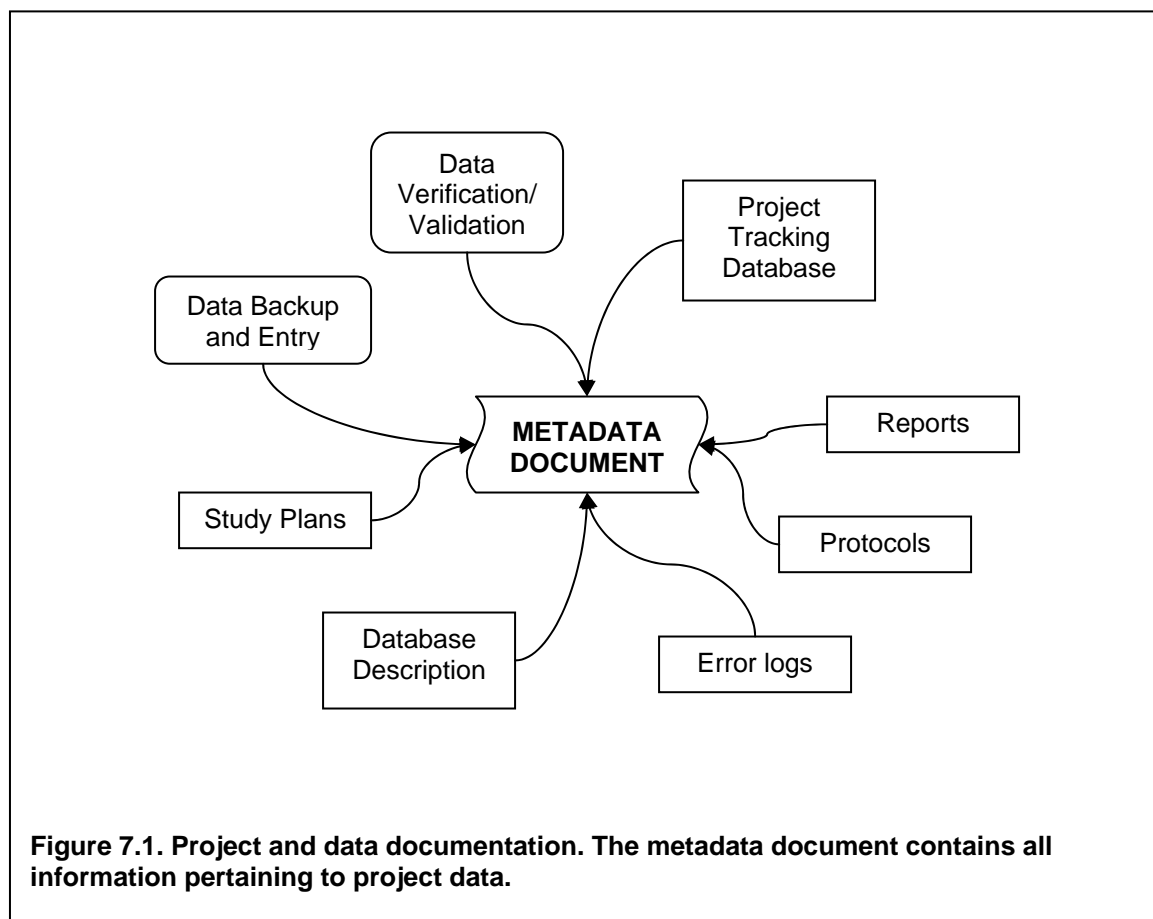 Data
Verification/
Validation
Project
Tracking
Database
Data Backup
and Entry
METADATA
DOCUMENT
Reports
Study Plans
Protocols
Database
Description
Error logs
Figure 7.1. Project and data documentation. The metadata document contains all
information pertaining to project data.